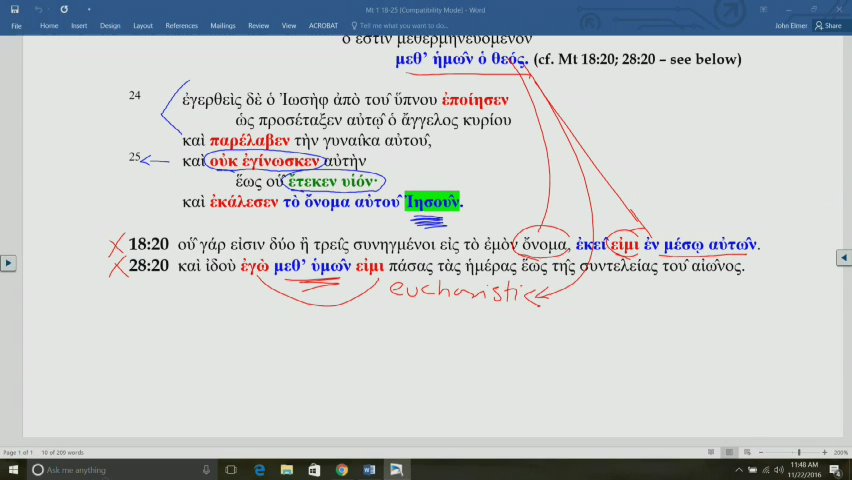 Mt 1 18-25 [Compatibility Mode] - Word
File Home Insert Design Layout References Mailings Review View ADD-INS ACROBAT Tell me what you want to do... John Elmer Share
ὅ ἐστιν μεθερμηνευόμενον
μεθ’ ἡμῶν ὁ θεός. (cf. Mt 18:20; 28:20 – see below)
24 ἐγερθεὶς δὲ ὁ Ἰωσὴφ ἀπὸ τοῦ ὕπνου ἐποίησεν
ὡς προσέταξεν αὐτῷ ὁ ἄγγελος κυρίου
καὶ παρέλαβεν τὴν γυναῖκα αὐτοῦ,
25 καὶ οὐκ ἐγίνωσκεν αὐτὴν
ἕως οὗ ἔτεκεν υἱόν·
καὶ ἐκάλεσεν τὸ ὄνομα αὐτοῦ Ἰησοῦν.
18:20 οὗ γάρ εἰσιν δύο ἢ τρεῖς συνηγμένοι εἰς τὸ ἐμὸν ὄνομα, ἐκεῖ εἰμι ἐν μέσῳ αὐτῶν.
28:20 καὶ ἰδοὺ ἐγὼ μεθ’ ὑμῶν εἰμι πάσας τὰς ἡμέρας ἕως τῆς συντελείας τοῦ αἰῶνος.
eucharistic
Page 1 of 1 10 of 209 words 200%
Ask me anything 11:48 AM
11/22/2016